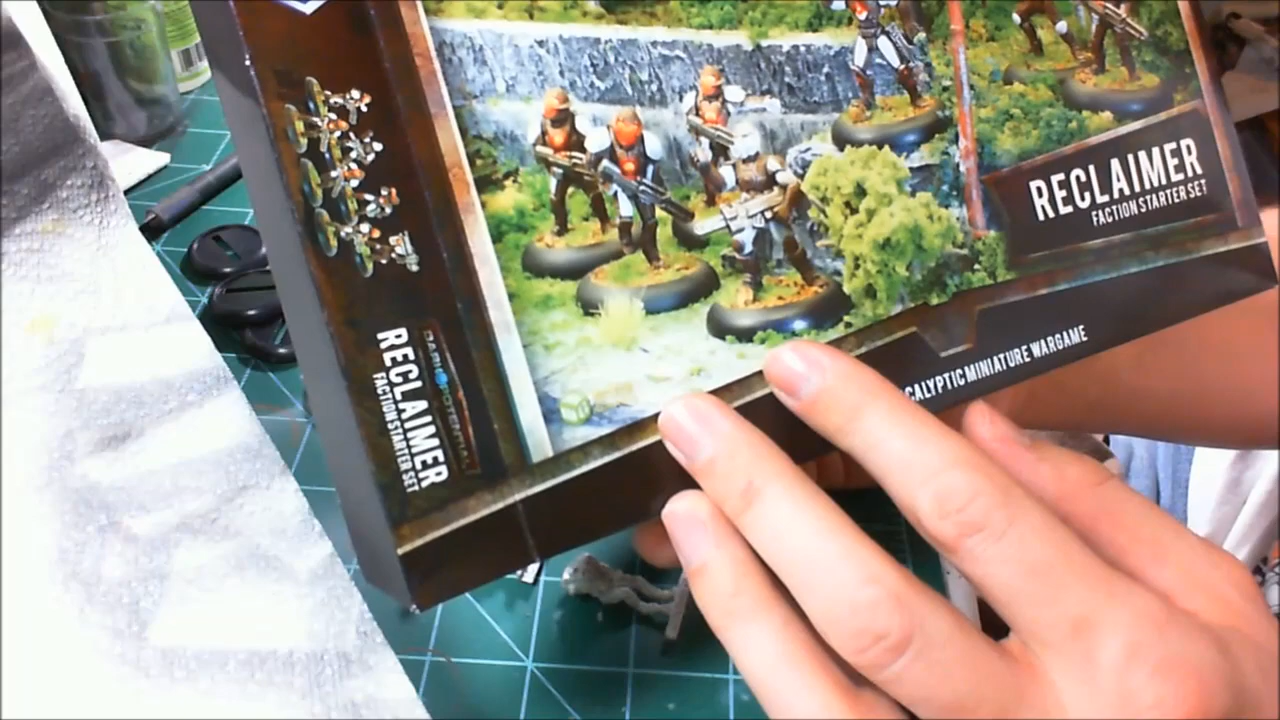 RECLAIMER
FACTION STARTER SET
CALYPTIC MINIATURE WARGAME
DARK POTENTIAL
RECLAIMER
FACTION STARTER SET